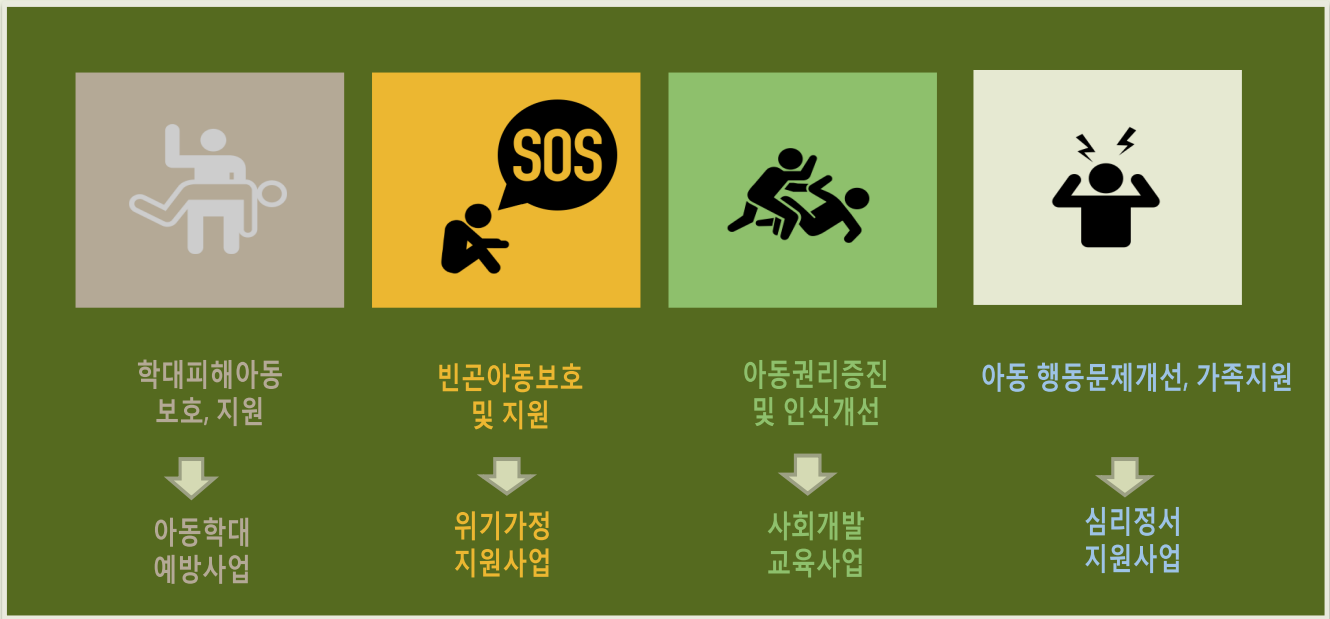 SOS
학대피해아동
보호, 지원
빈곤아동보호
및 지원
아동권리증진
및 인식개선
아동 행동문제개선, 가족지원
아동학대
예방사업
위기가정
지원사업
사회개발
교육사업
심리정서
지원사업